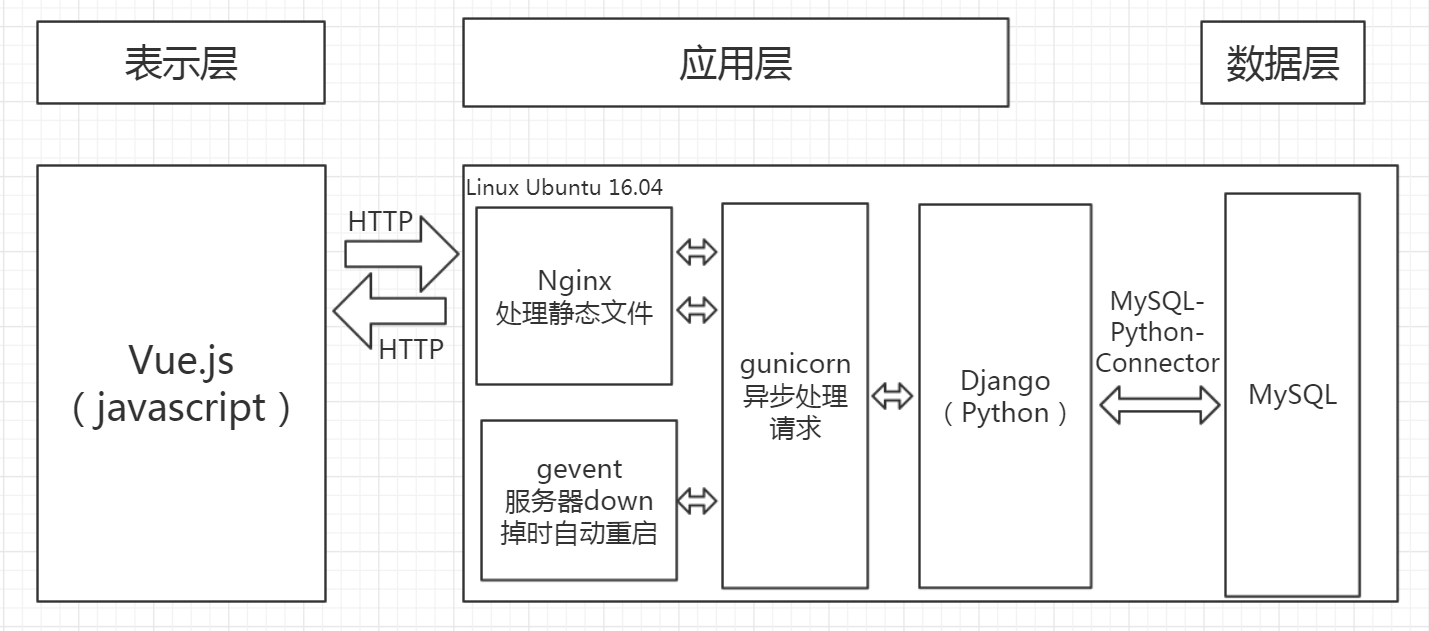 表示层
应用层
数据层
Vue.js
（javascript）
HTTP
HTTP
Linux Ubuntu 16.04
Nginx
处理静态文件
gevent
服务器down
掉时自动重启
gunicorn
异步处理
请求
Django
（Python）
MySQL-
Python-
Connector
MySQL